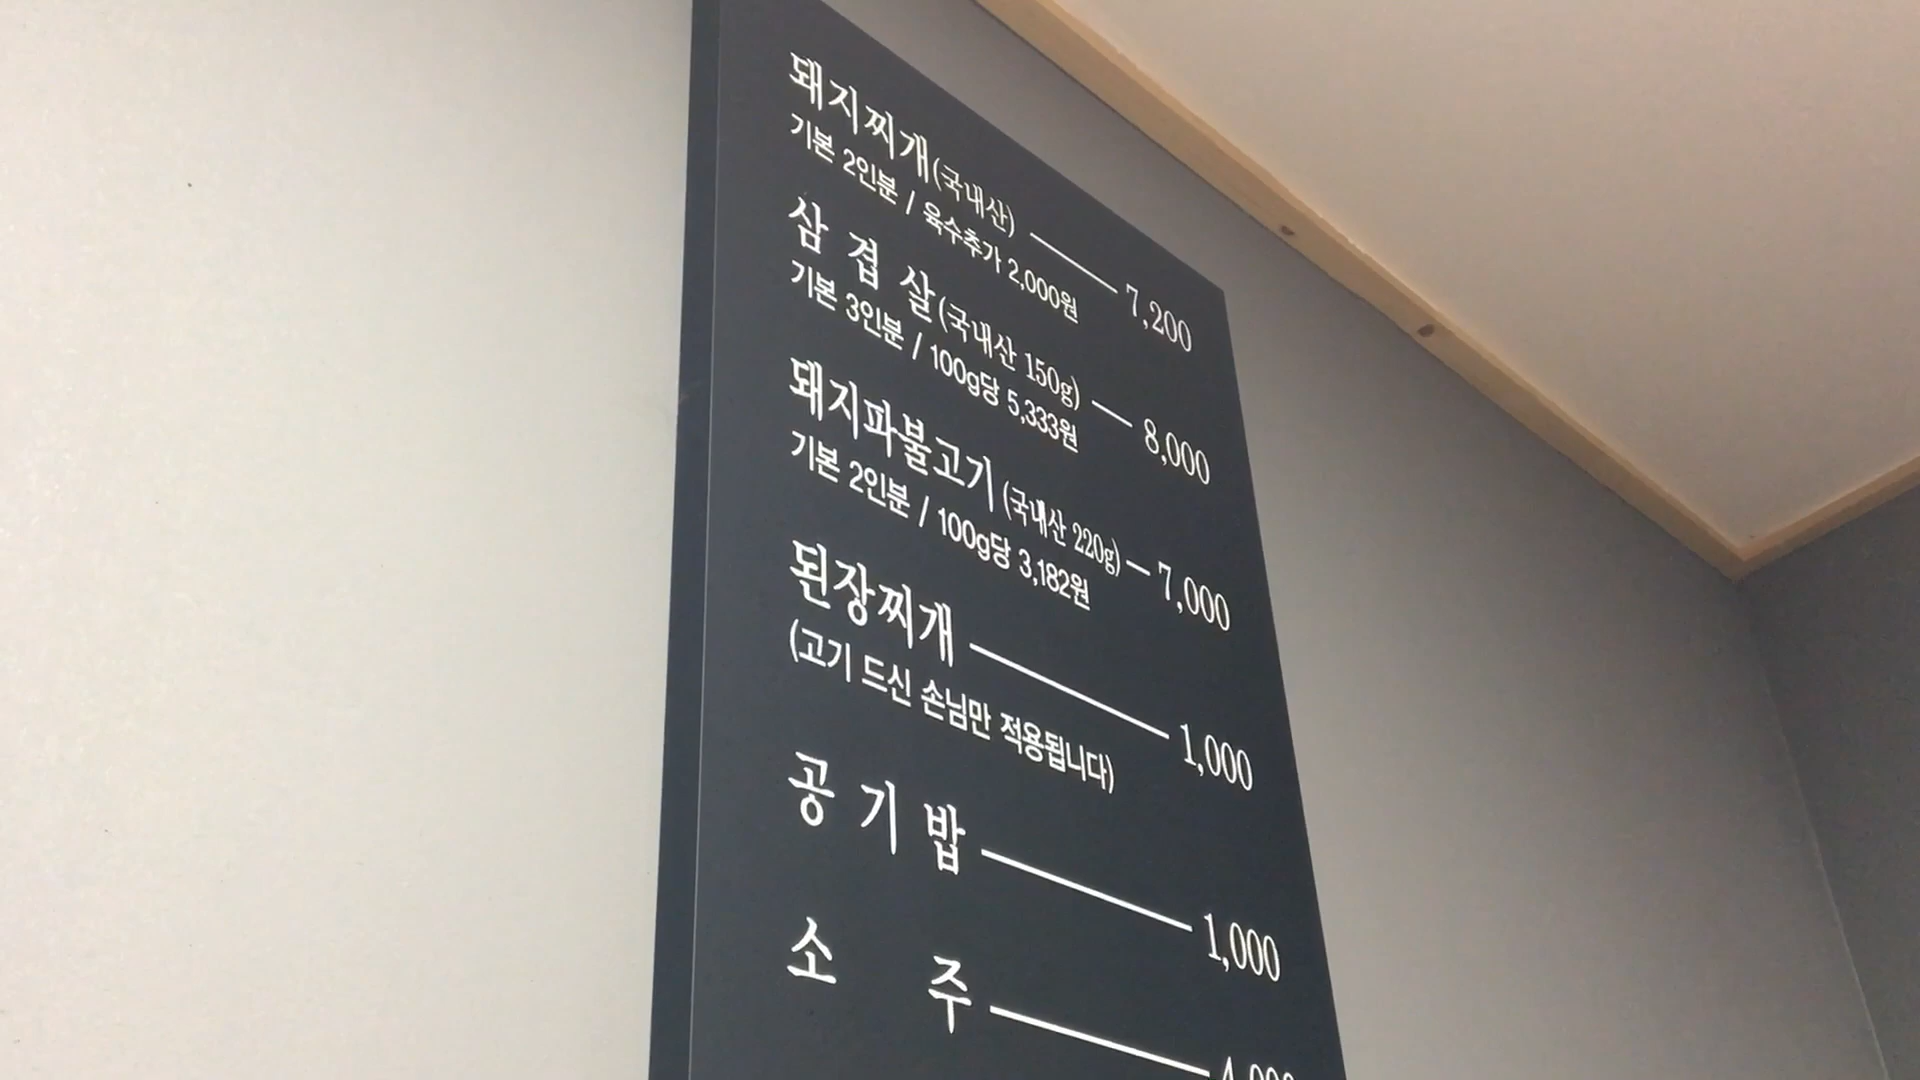 돼지찌개(국내산) 7,200
기본 2인분 / 육수추가 2,000원
삼겹살(국내산 150g) 8,000
기본 3인분 / 100g당 5,333원
돼지파불고기(국내산 220g) 7,000
기본 2인분 / 100g당 3,182원
된장찌개 1,000
(고기 드신 손님만 적용됩니다)
공기밥 1,000
소주